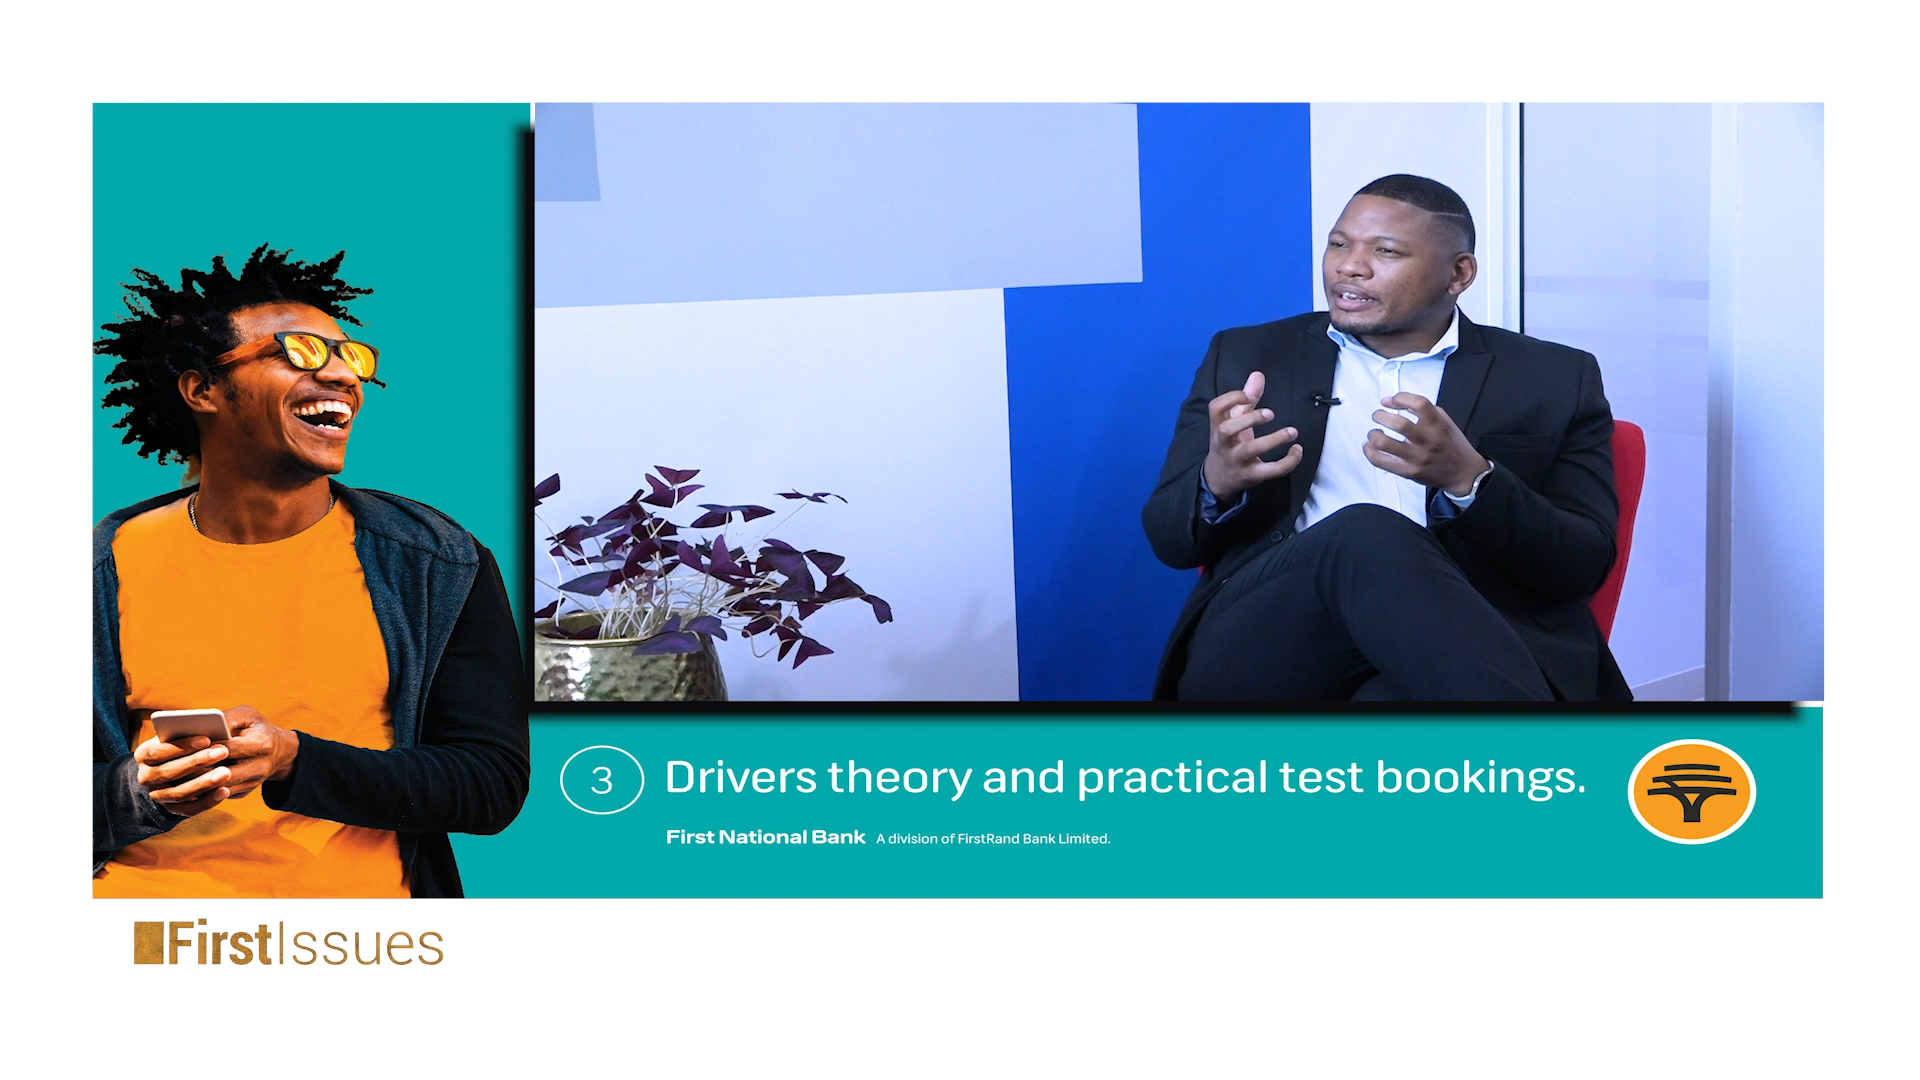 3 Drivers theory and practical test bookings.
First National Bank A division of FirstRand Bank Limited.
FirstIssues